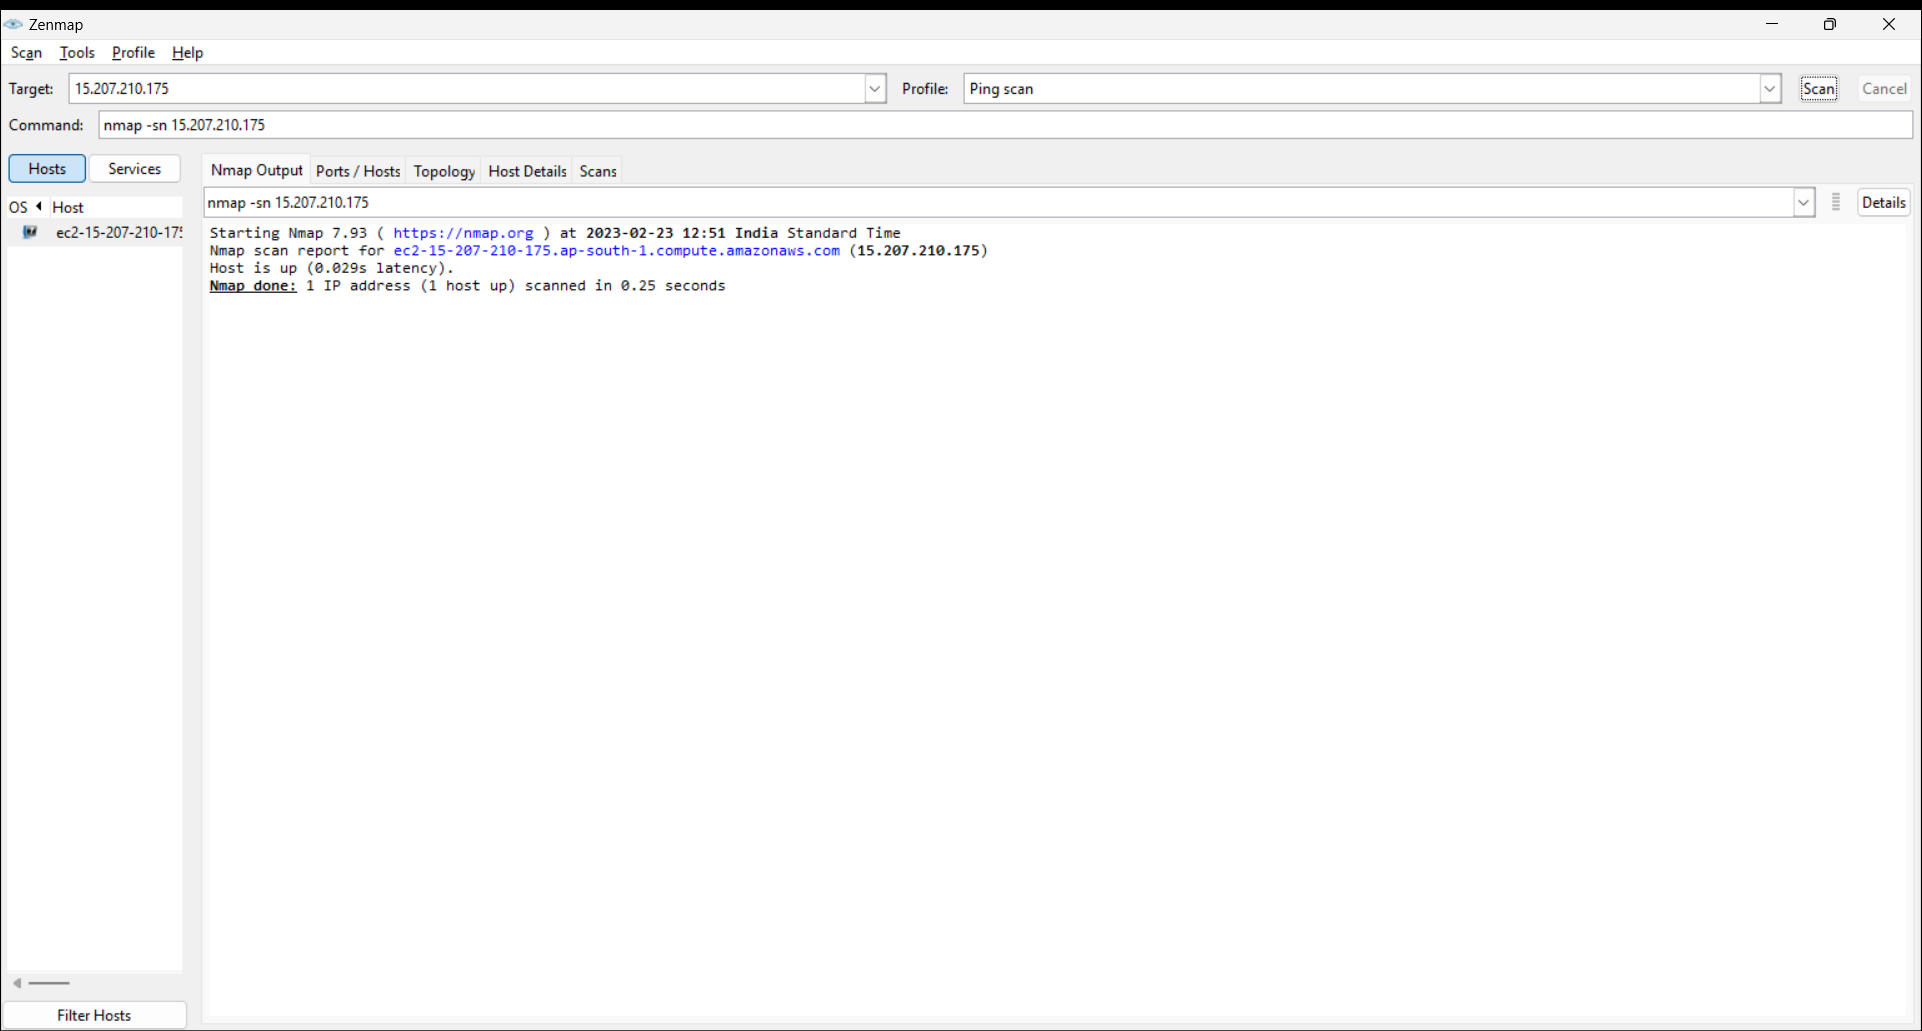 Zenmap
Scan Tools Profile Help
Target: 15.207.210.175 Profile: Ping scan Scan Cancel
Command: nmap -sn 15.207.210.175
Hosts Services
Nmap Output Ports / Hosts Topology Host Details Scans
OS Host
ec2-15-207-210-175
nmap -sn 15.207.210.175 Details
Starting Nmap 7.93 ( https://nmap.org ) at 2023-02-23 12:51 India Standard Time
Nmap scan report for ec2-15-207-210-175.ap-south-1.compute.amazonaws.com (15.207.210.175)
Host is up (0.029s latency).
Nmap done: 1 IP address (1 host up) scanned in 0.25 seconds
Filter Hosts